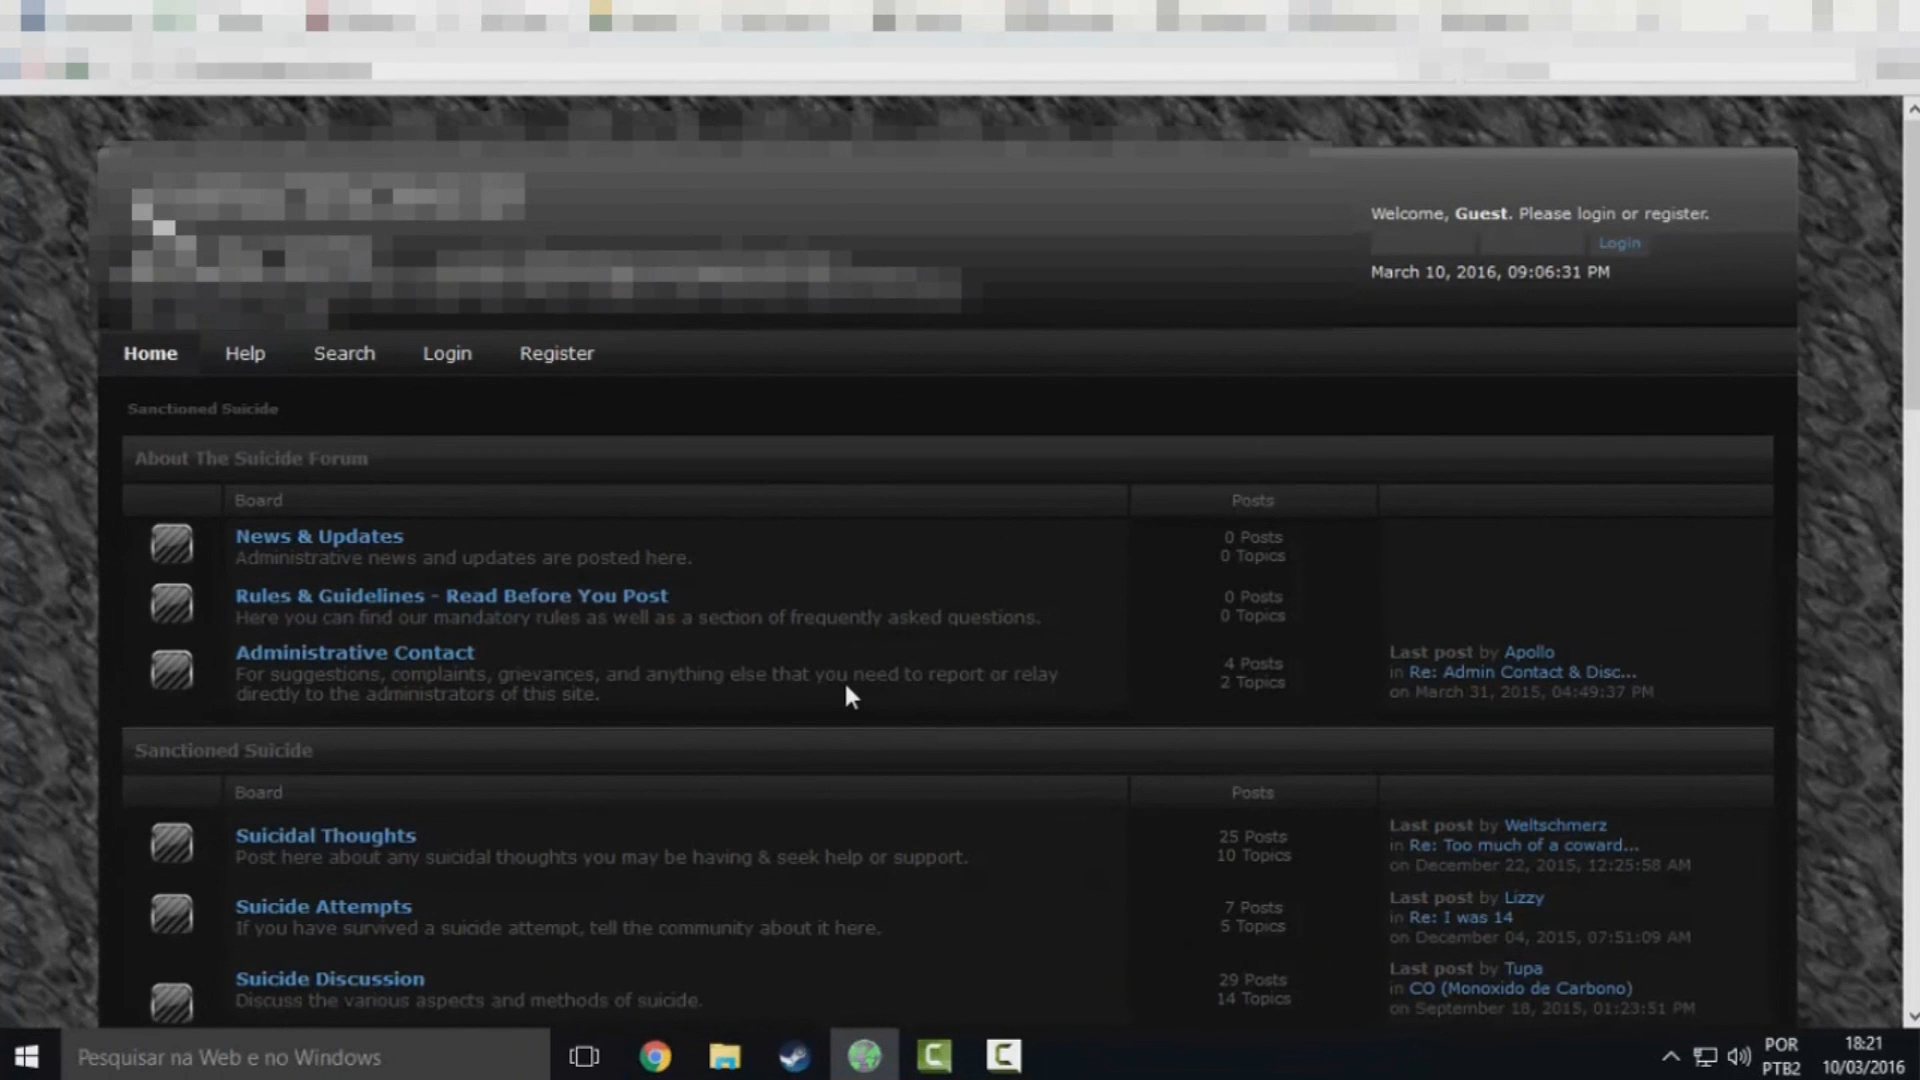 Welcome, Guest. Please login or register.
Login
March 10, 2016, 09:06:31 PM
Home Help Search Login Register
Sanctioned Suicide
About The Suicide Forum
Board Posts
News & Updates
Administrative news and updates are posted here.
0 Posts
0 Topics
Rules & Guidelines - Read Before You Post
Here you can find our mandatory rules as well as a section of frequently asked questions.
0 Posts
0 Topics
Administrative Contact
For suggestions, complaints, grievances, and anything else that you need to report or relay
directly to the administrators of this site.
4 Posts
2 Topics
Last post by Apollo
in Re: Admin Contact & Disc...
on March 31, 2015, 04:49:37 PM
Sanctioned Suicide
Board Posts
Suicidal Thoughts
Post here about any suicidal thoughts you may be having & seek help or support.
25 Posts
10 Topics
Last post by Weltschmerz
in Re: Too much of a coward...
on December 22, 2015, 12:25:58 AM
Suicide Attempts
If you have survived a suicide attempt, tell the community about it here.
7 Posts
5 Topics
Last post by Lizzy
in Re: I was 14
on December 04, 2015, 07:51:09 AM
Suicide Discussion
Discuss the various aspects and methods of suicide.
29 Posts
14 Topics
Last post by Tupa
in CO (Monoxido de Carbono)
on September 18, 2015, 01:23:51 PM
Pesquisar na Web e no Windows
POR
PTB2
18:21
10/03/2016